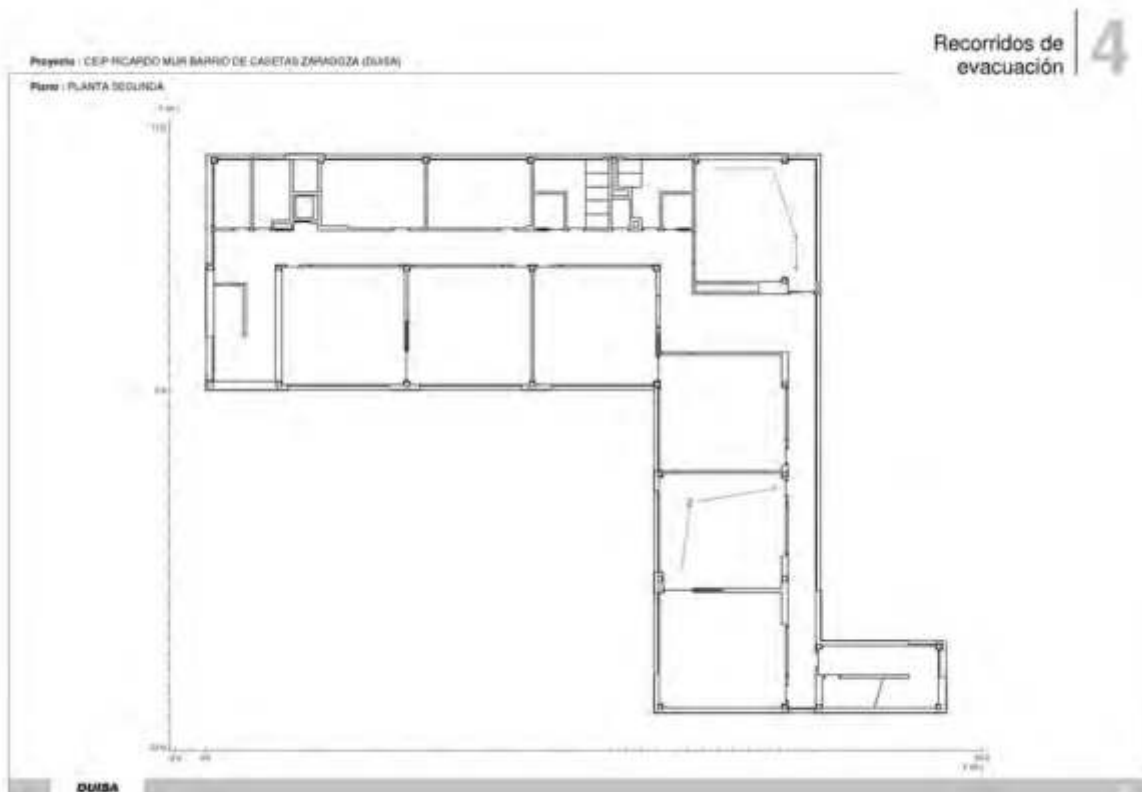 Recorridos de
evacuación
4
Proyecto : CEIP RICARDO MUR BARRIO DE CASETAS ZARAGOZA (DUISA)
Plano : PLANTA SEGUNDA
DUISA